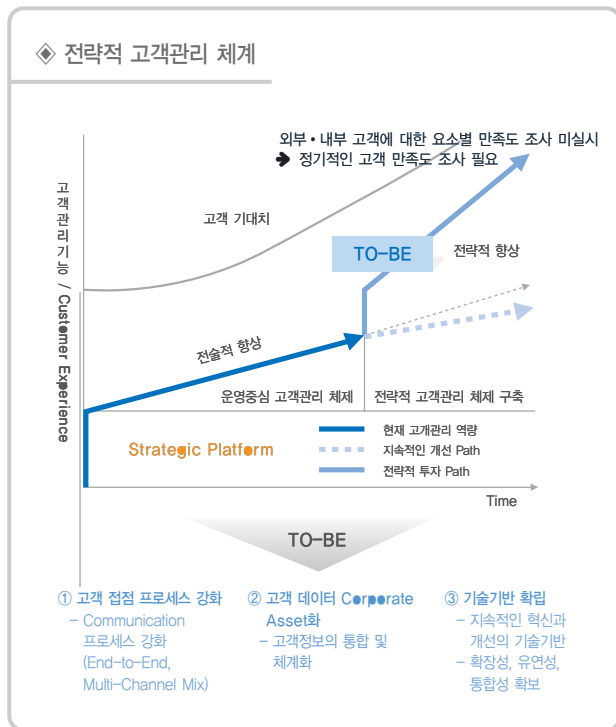 ◈ 전략적 고객관리 체계
외부 • 내부 고객에 대한 요소별 만족도 조사 미실시
➔ 정기적인 고객 만족도 조사 필요
고객관리기능 / Customer Experience
고객 기대치
TO-BE
전략적 향상
전술적 향상
운영중심 고객관리 체제
전략적 고객관리 체제 구축
Strategic Platform
현재 고개관리 역량
지속적인 개선 Path
전략적 투자 Path
Time
TO-BE
① 고객 접점 프로세스 강화
– Communication
프로세스 강화
(End-to-End,
Multi-Channel Mix)
② 고객 데이터 Corporate
Asset화
– 고객정보의 통합 및
체계화
③ 기술기반 확립
– 지속적인 혁신과
개선의 기술기반
– 확장성, 유연성,
통합성 확보